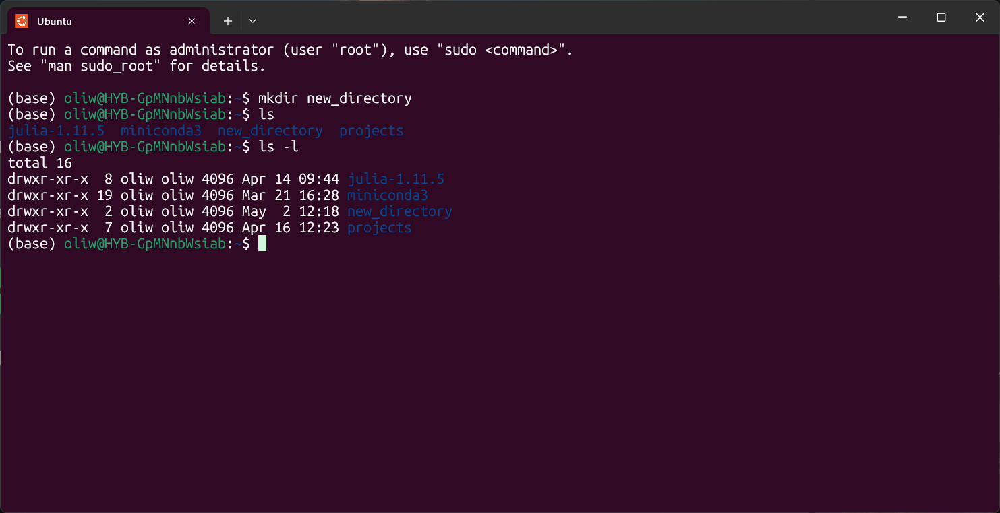 Ubuntu
To run a command as administrator (user "root"), use "sudo <command>".
See "man sudo_root" for details.
(base) oliw@HYB-GpMNnbWsiab:~$ mkdir new_directory
(base) oliw@HYB-GpMNnbWsiab:~$ ls
julia-1.11.5  miniconda3  new_directory  projects
(base) oliw@HYB-GpMNnbWsiab:~$ ls -l
total 16
drwxr-xr-x  8 oliw oliw 4096 Apr 14 09:44 julia-1.11.5
drwxr-xr-x 19 oliw oliw 4096 Mar 21 16:28 miniconda3
drwxr-xr-x  2 oliw oliw 4096 May  2 12:18 new_directory
drwxr-xr-x  7 oliw oliw 4096 Apr 16 12:23 projects
(base) oliw@HYB-GpMNnbWsiab:~$